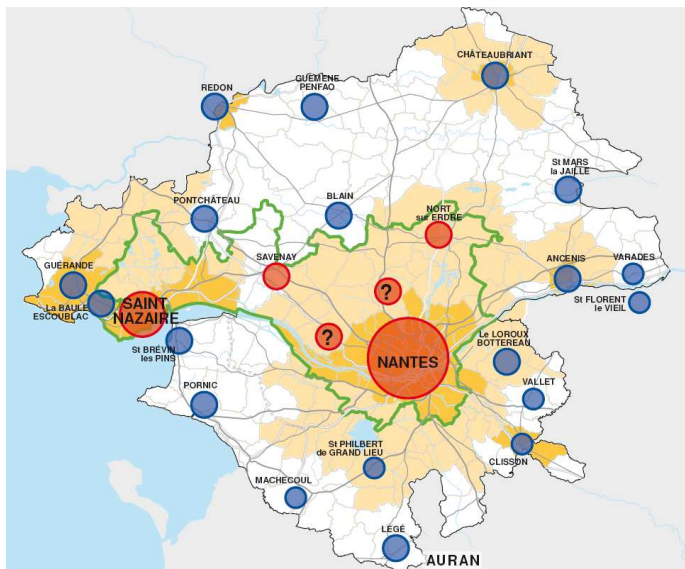 CHÂTEAUBRIANT
GUÉMENÉ
PENFAO
REDON
St MARS
la JAILLE
PONTCHÂTEAU
BLAIN
NORT
sur ERDRE
SAVENAY
GUÉRANDE
ANCENIS
VARADES
La BAULE
ESCOUBLAC
SAINT
NAZAIRE
?
St FLORENT
le VIEIL
?
St BRÉVIN
les PINS
Le LOROUX
BOTTEREAU
NANTES
VALLET
PORNIC
St PHILBERT
de GRAND LIEU
CLISSON
MACHECOUL
LEGÉ
AURAN